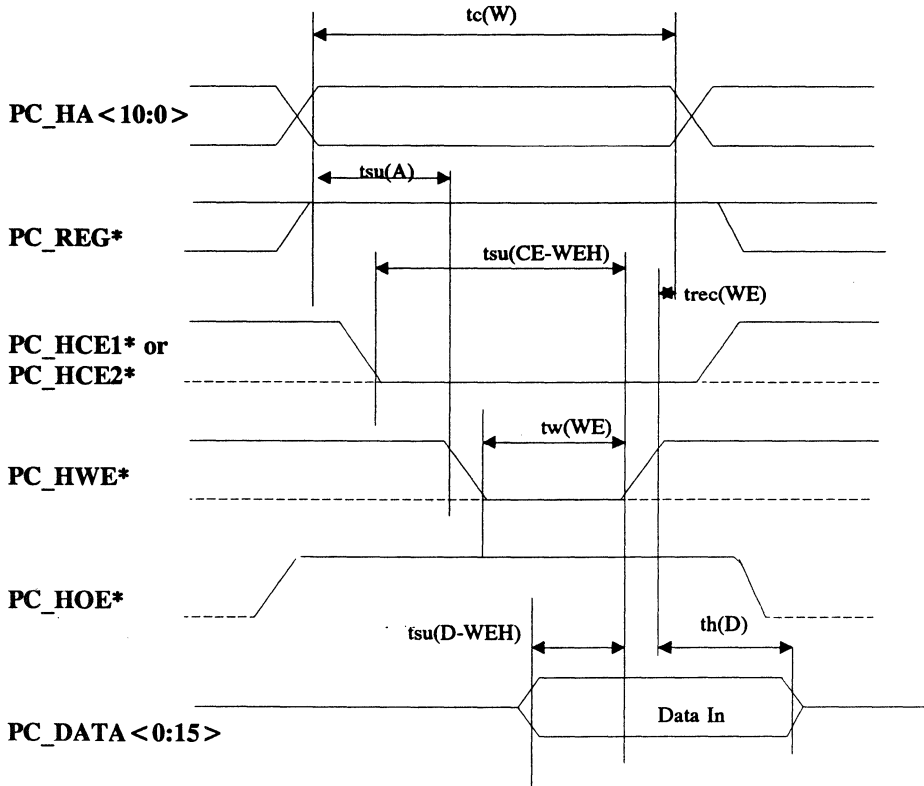 tc(W)
PC_HA<10:0>
tsu(A)
PC_REG*
tsu(CE-WEH)
trec(WE)
PC_HCE1* or
PC_HCE2*
tw(WE)
PC_HWE*
PC_HOE*
tsu(D-WEH)
th(D)
Data In
PC_DATA<0:15>